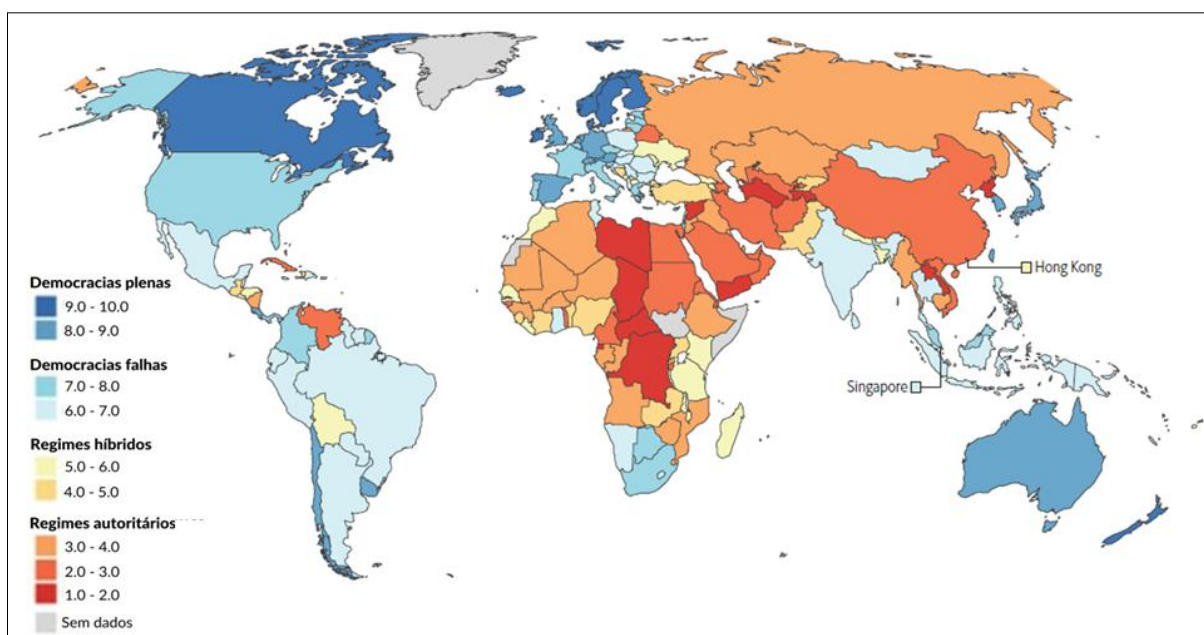 Democracias plenas
9.0 - 10.0
8.0 - 9.0
Democracias falhas
7.0 - 8.0
6.0 - 7.0
Regimes híbridos
5.0 - 6.0
4.0 - 5.0
Regimes autoritários
3.0 - 4.0
2.0 - 3.0
1.0 - 2.0
Sem dados
Hong Kong
Singapore